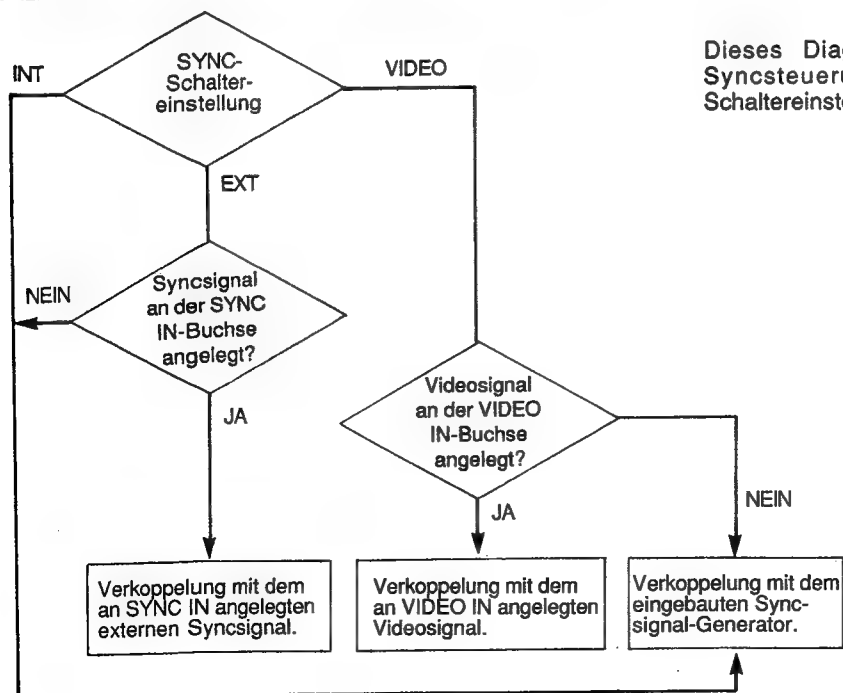 SYNC-
Schalter-
einstellung
INT
VIDEO
EXT
Dieses
Syncsteueru
Schaltereinste
Syncsignal
an der SYNC
IN-Buchse
angelegt?
NEIN
JA
Videosignal
an der VIDEO
IN-Buchse
angelegt?
JA
NEIN
Verkoppelung mit dem
an SYNC IN angelegten
externen Syncsignal.
Verkoppelung mit dem
an VIDEO IN angelegten
Videosignal.
Verkoppelung mit dem
eingebauten Sync-
signal-Generator.